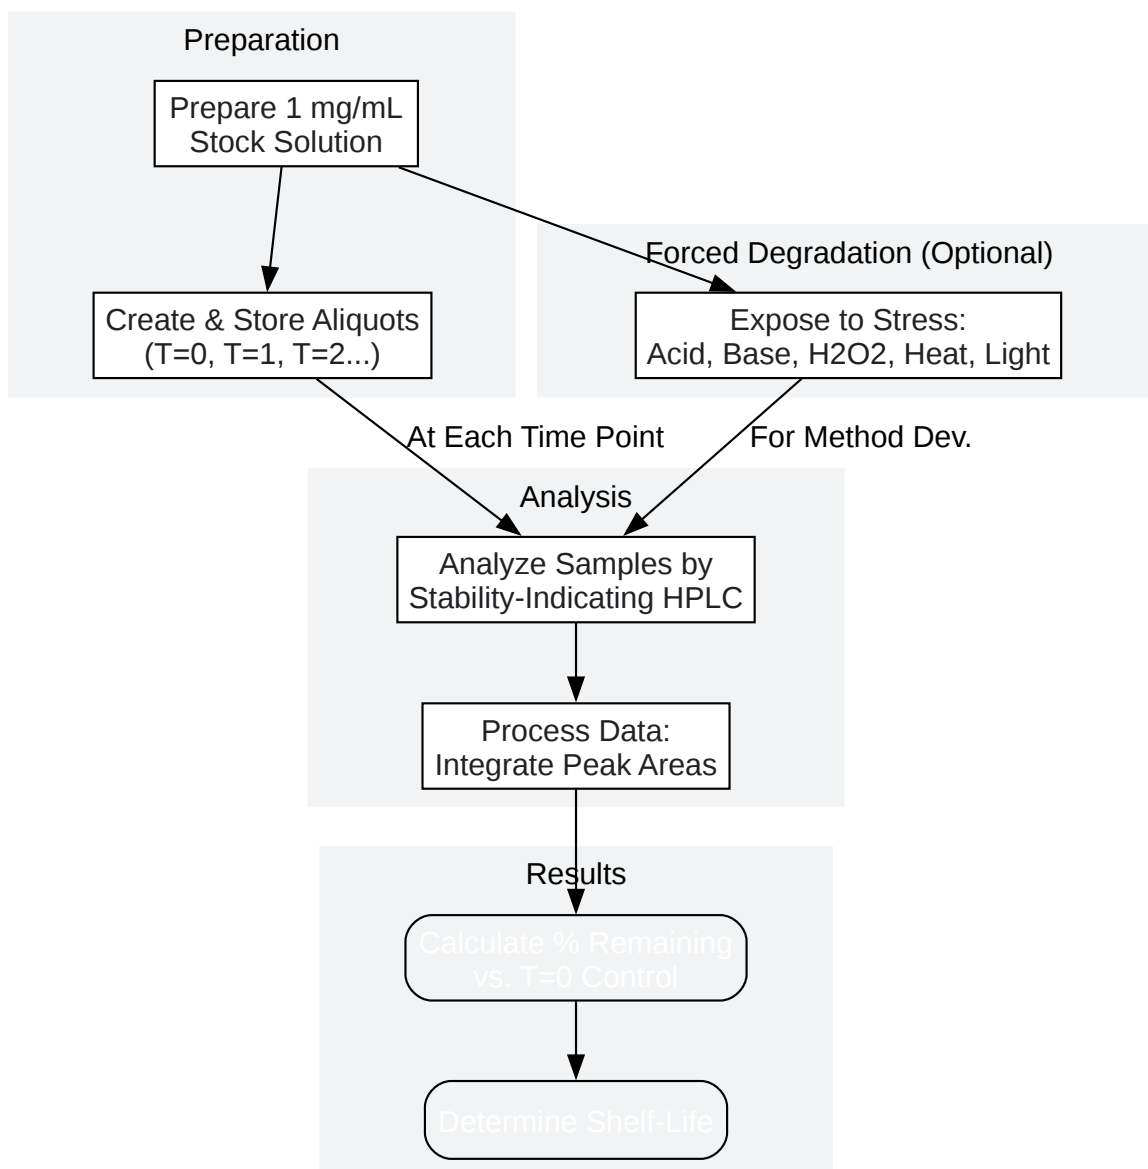 Preparation
Prepare 1 mg/mL
Stock Solution
Forced Degradation (Optional)
Create & Store Aliquots
(T=0, T=1, T=2...)
Expose to Stress:
Acid, Base, H2O2, Heat, Light
At Each Time Point
For Method Dev.
Analysis
Analyze Samples by
Stability-Indicating HPLC
Process Data:
Integrate Peak Areas
Results
Calculate % Remaining
vs. T=0 Control
Determine Shelf-Life